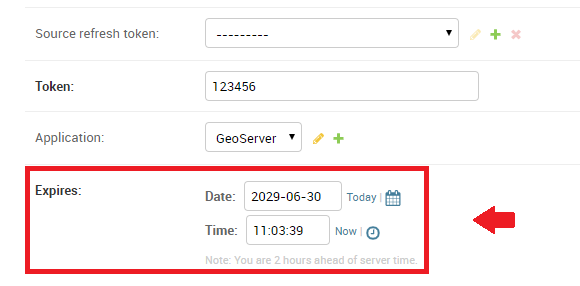 Source refresh token: ---------
Token: 123456
Application: GeoServer
Expires: Date: 2029-06-30 Today |
Time: 11:03:39 Now |
Note: You are 2 hours ahead of server time.